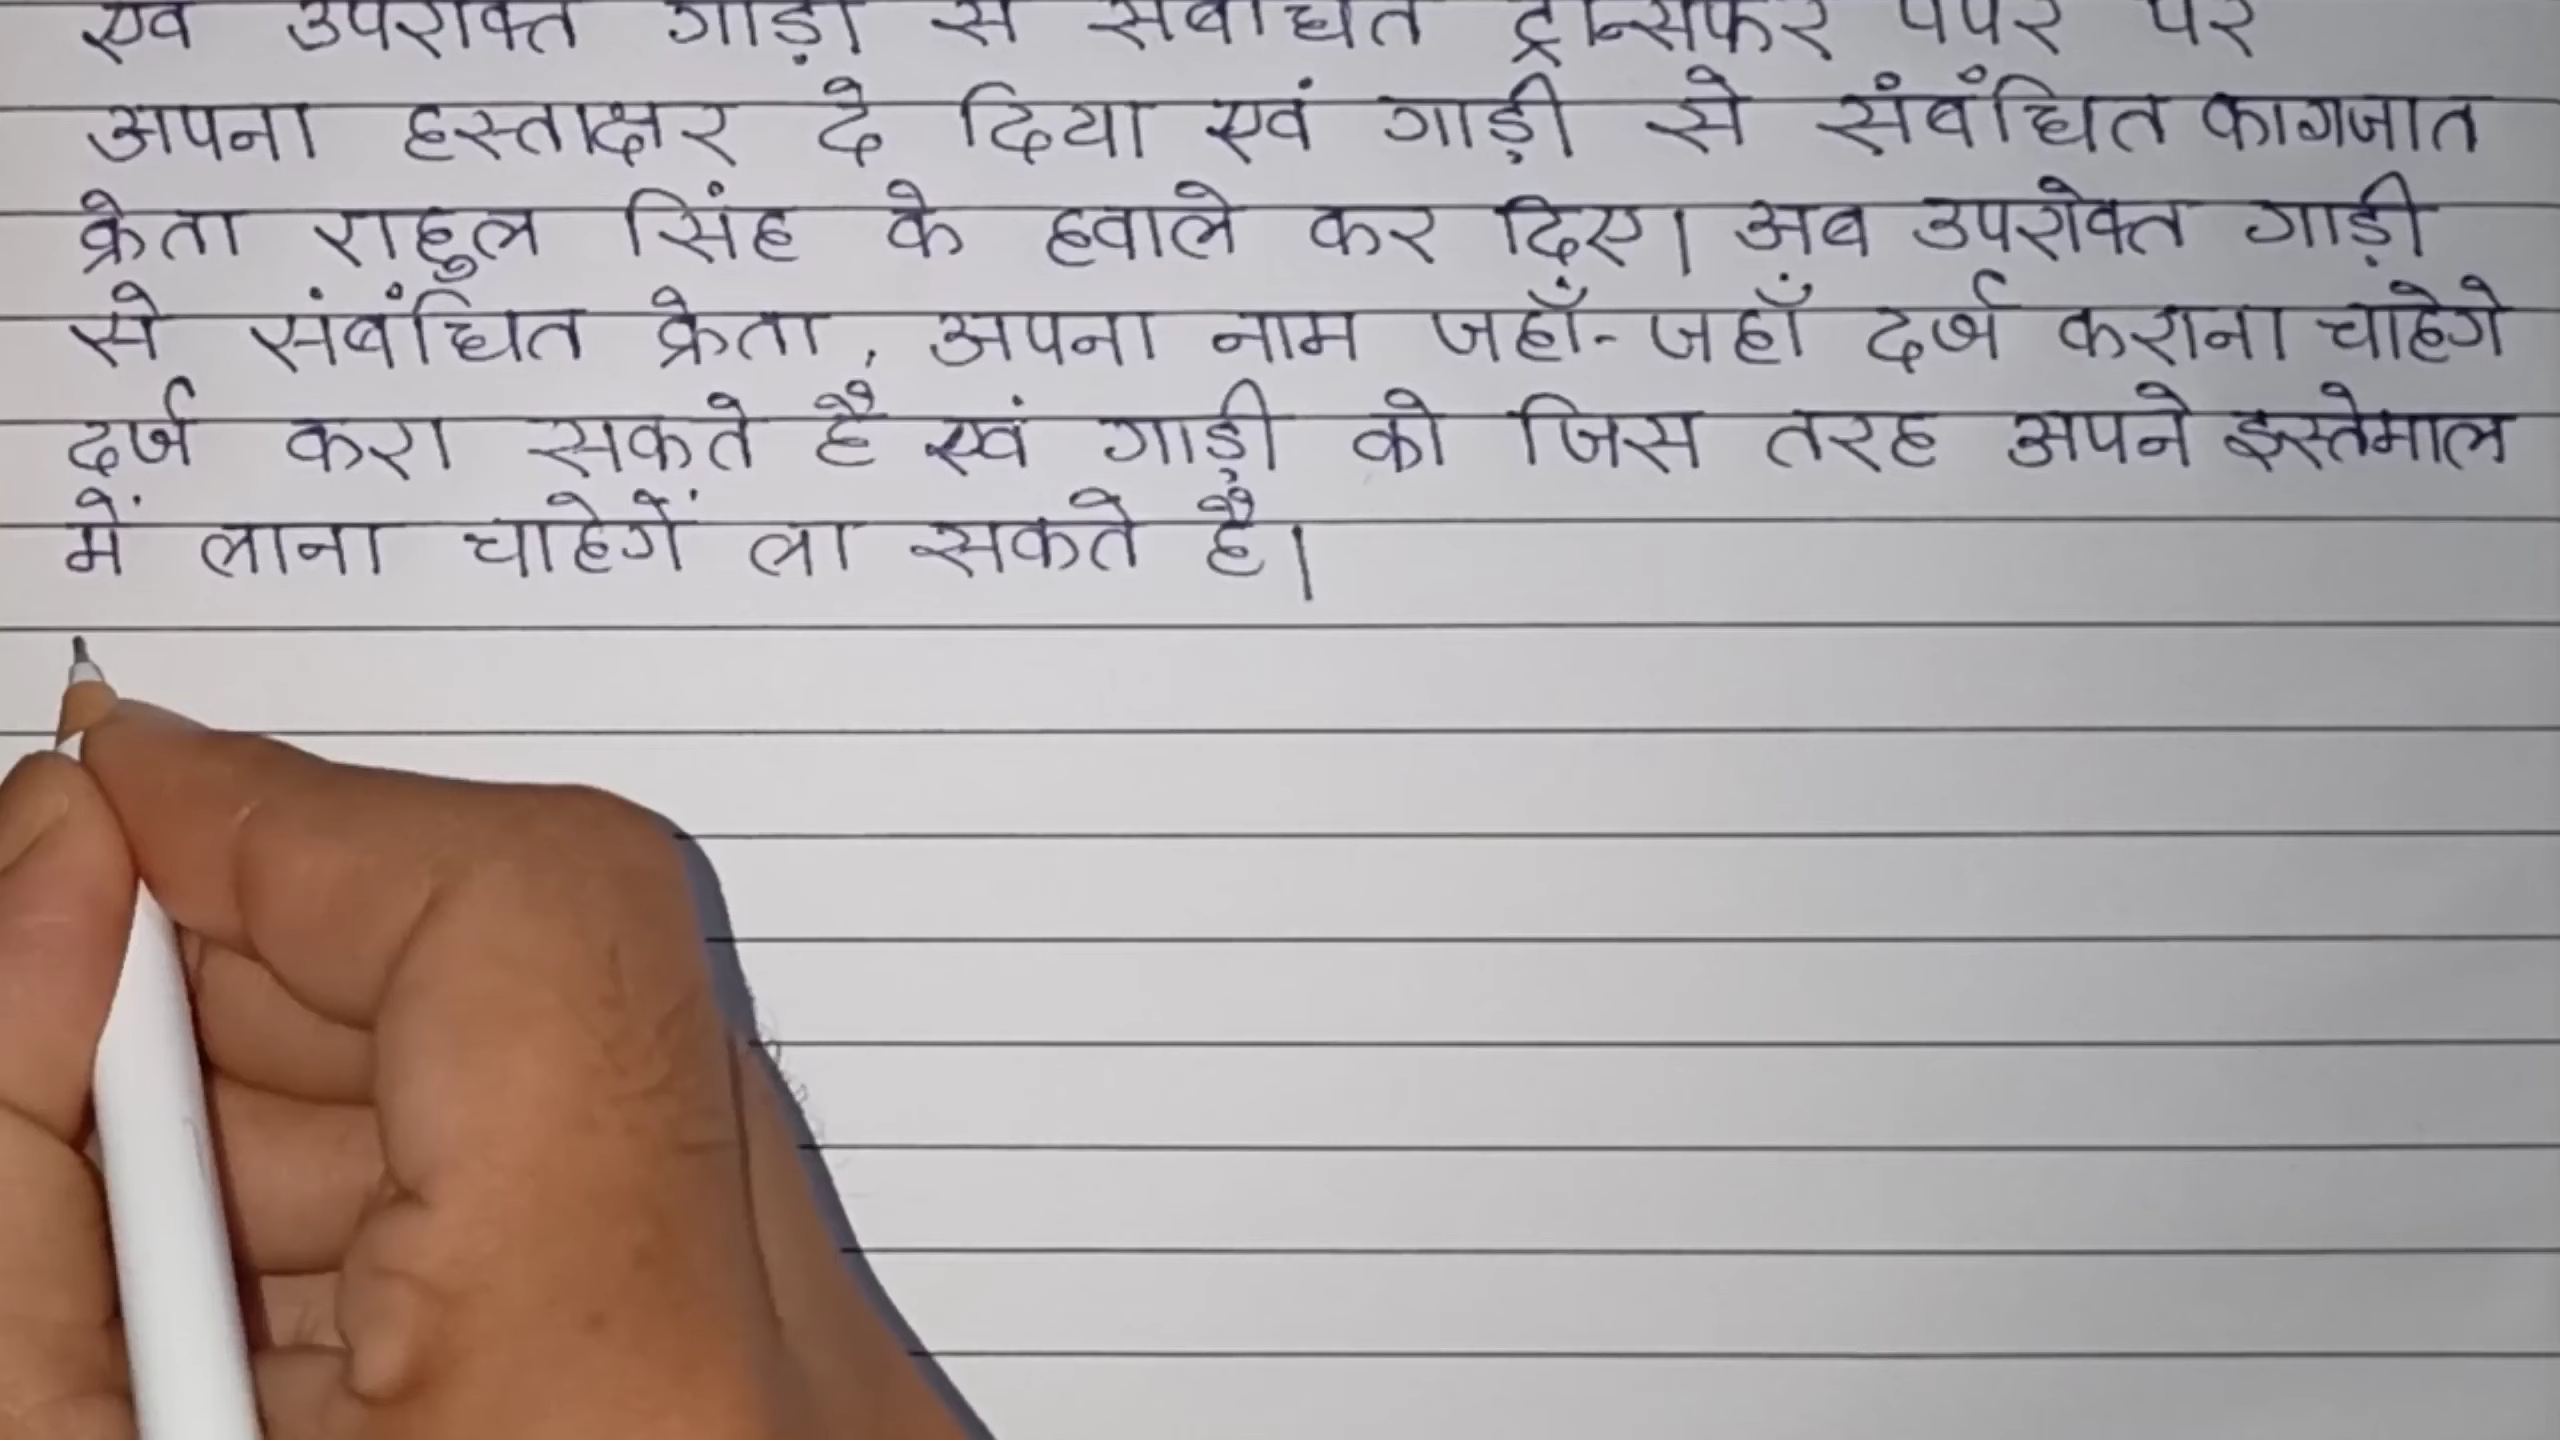 एवं उपरोक्त गाड़ी से संबंधित ट्रान्सफर पेपर पर
अपना हस्ताक्षर दे दिया एवं गाड़ी से संबंधित कागजात
क्रेता राहुल सिंह के हवाले कर दिए। अब उपरोक्त गाड़ी
से संबंधित क्रेता, अपना नाम जहाँ-जहाँ दर्ज कराना चाहेगे
दर्ज करा सकते है एवं गाड़ी को जिस तरह अपने इस्तेमाल
में लाना चाहेगें ला सकते है।